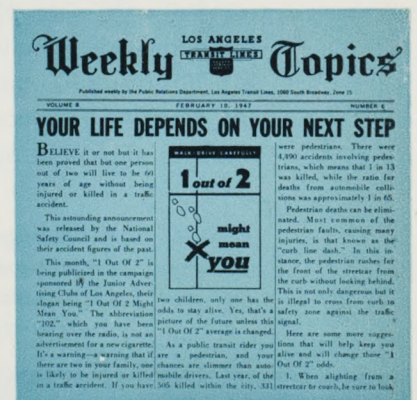 Weekly Topics
LOS ANGELES
TRANSIT LINES
Published weekly by the Public Relations Department, Los Angeles Transit Lines, 1060 South Broadway, June 25
VOLUME 8 FEBRUARY 10, 1947 NUMBER 6
YOUR LIFE DEPENDS ON YOUR NEXT STEP
BELIEVE it or not but it has
been proved that but one person
out of two will live to be 60
years of age without being
injured or killed in a traffic
accident.
This astounding announcement
was released by the National
Safety Council and is based on
their accident figures of the past.
This month, "1 Out Of 2" is
being publicized in the campaign
sponsored by the Junior Adver-
tising Clubs of Los Angeles, their
slogan being "1 Out Of 2 Might
Mean You." The abbreviation
"102," which you have been
hearing over the radio, is not an
advertisement for a new cigarette.
It's a warning—a warning that if
there are two in your family, one
is likely to be injured or killed
in a traffic accident. If you have
WALK-DRIVE CAREFULLY
1 out of 2
might
mean
you
two children, only one has the
odds to stay alive. Yes, that's a
picture of the future unless this
"1 Out Of 2" average is changed.
As a public transit rider you
are a pedestrian, and your
chances are slimmer than auto-
mobile drivers. Last year, of the
505 killed within the city, 331
were pedestrians. There were
4,490 accidents involving pedes-
trians, which means that 1 in 13
was killed, while the ratio for
deaths from automobile colli-
sions was approximately 1 in 65.
Pedestrian deaths can be elimi-
nated. Most common of the
pedestrian faults, causing many
injuries, is that known as the
"curb line dash." In this in-
stance, the pedestrian rushes for
the front of the streetcar from
the curb without looking behind.
This is not only dangerous but it
is illegal to cross from curb to
safety zone against the traffic
signal.
Here are some more sugges-
tions that will help keep you
alive and will change those "1
Out Of 2" odds.
1. When alighting from a
streetcar or coach, be sure to look